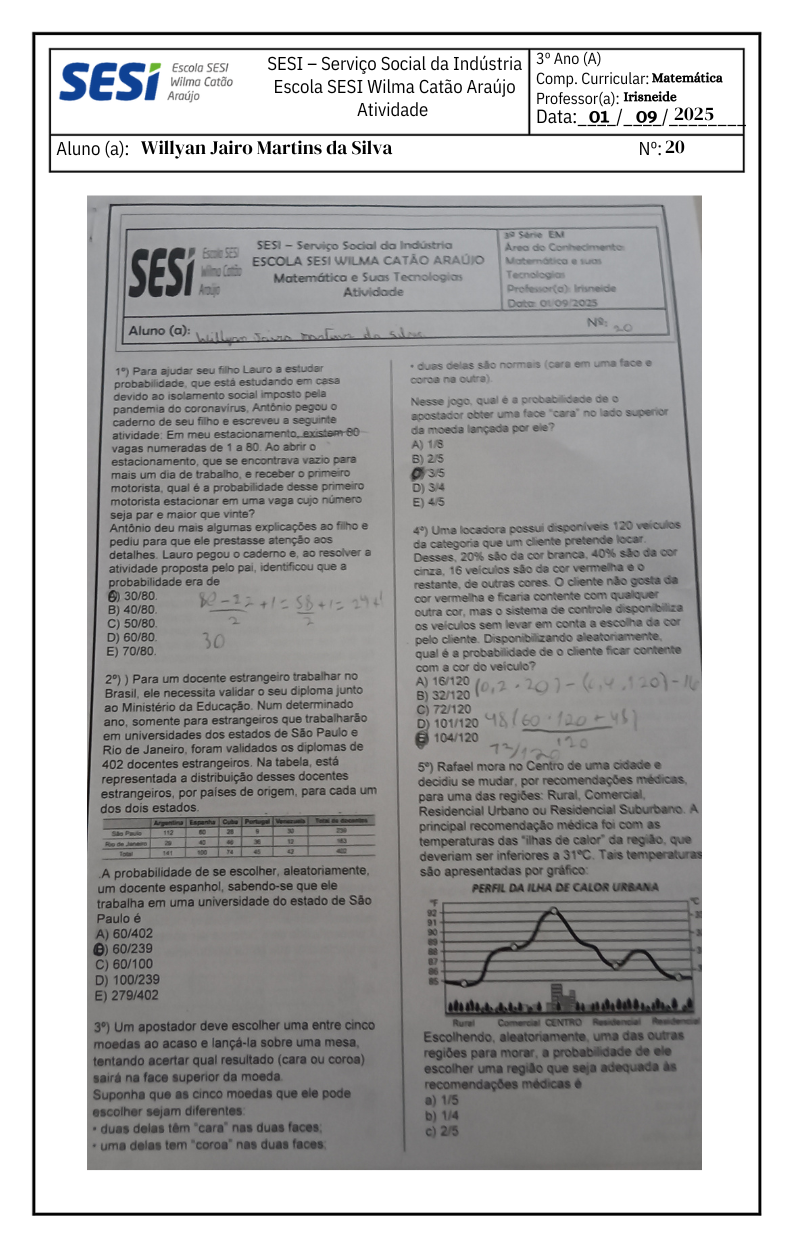 SESI
Escola SESI
Wilma Catão
Araújo
SESI – Serviço Social da Indústria
Escola SESI Wilma Catão Araújo
Atividade
3º Ano (A)
Comp. Curricular: Matemática
Professor(a): Irisneide
Data: 01 / 09 / 2025
Aluno (a): Willyan Jairo Martins da Silva Nº: 20
SESI
Escola SESI
Wilma Catão
Araújo
SESI – Serviço Social da Indústria
ESCOLA SESI WILMA CATÃO ARAÚJO
Matemática e Suas Tecnologias
Atividade
3ª Série EM
Área do Conhecimento:
Matemática e suas
Tecnologias
Professor(a): Irisneide
Data: 01/09/2025
Aluno (a): Willyan Jairo Martins da Silva Nº: 20
1º) Para ajudar seu filho Lauro a estudar
probabilidade, que está estudando em casa
devido ao isolamento social imposto pela
pandemia do coronavírus, Antônio pegou o
caderno de seu filho e escreveu a seguinte
atividade: Em meu estacionamento, existem 80
vagas numeradas de 1 a 80. Ao abrir o
estacionamento, que se encontrava vazio para
mais um dia de trabalho, e receber o primeiro
motorista, qual é a probabilidade desse primeiro
motorista estacionar em uma vaga cujo número
seja par e maior que vinte?
Antônio deu mais algumas explicações ao filho e
pediu para que ele prestasse atenção aos
detalhes. Lauro pegou o caderno e, ao resolver a
atividade proposta pelo pai, identificou que a
probabilidade era de
A) 30/80.
B) 40/80.
C) 50/80.
D) 60/80.
E) 70/80.
80 - 22 + 1 = 58 + 1 = 29 + 1
2 2
30
2º) ) Para um docente estrangeiro trabalhar no
Brasil, ele necessita validar o seu diploma junto
ao Ministério da Educação. Num determinado
ano, somente para estrangeiros que trabalharão
em universidades dos estados de São Paulo e
Rio de Janeiro, foram validados os diplomas de
402 docentes estrangeiros. Na tabela, está
representada a distribuição desses docentes
estrangeiros, por países de origem, para cada um
dos dois estados.
Argentina Espanha Cuba Portugal Venezuela Total de docentes
São Paulo 112 60 28 9 30 239
Rio de Janeiro 29 40 46 36 12 163
Total 141 100 74 45 42 402
.A probabilidade de se escolher, aleatoriamente,
um docente espanhol, sabendo-se que ele
trabalha em uma universidade do estado de São
Paulo é
A) 60/402
B) 60/239
C) 60/100
D) 100/239
E) 279/402
3º) Um apostador deve escolher uma entre cinco
moedas ao acaso e lançá-la sobre uma mesa,
tentando acertar qual resultado (cara ou coroa)
sairá na face superior da moeda.
Suponha que as cinco moedas que ele pode
escolher sejam diferentes:
• duas delas têm "cara" nas duas faces;
• uma delas tem "coroa" nas duas faces;
• duas delas são normais (cara em uma face e
coroa na outra).
Nesse jogo, qual é a probabilidade de o
apostador obter uma face "cara" no lado superior
da moeda lançada por ele?
A) 1/8
B) 2/5
C) 3/5
D) 3/4
E) 4/5
4º) Uma locadora possui disponíveis 120 veículos
da categoria que um cliente pretende locar.
Desses, 20% são da cor branca, 40% são da cor
cinza, 16 veículos são da cor vermelha e o
restante, de outras cores. O cliente não gosta da
cor vermelha e ficaria contente com qualquer
outra cor, mas o sistema de controle disponibiliza
os veículos sem levar em conta a escolha da cor
pelo cliente. Disponibilizando aleatoriamente,
qual é a probabilidade de o cliente ficar contente
com a cor do veículo?
A) 16/120
B) 32/120
C) 72/120
D) 101/120
E) 104/120
(0,2 · 20) - (0,4 , 120) - 16
48(60 · 120 + 48)
120
72/120
5º) Rafael mora no Centro de uma cidade e
decidiu se mudar, por recomendações médicas,
para uma das regiões: Rural, Comercial,
Residencial Urbano ou Residencial Suburbano. A
principal recomendação médica foi com as
temperaturas das "ilhas de calor" da região, que
deveriam ser inferiores a 31ºC. Tais temperaturas
são apresentadas por gráfico:
PERFIL DA ILHA DE CALOR URBANA
ºF ºC
92
91
90
89
88
87
86
85
Rural Comercial CENTRO Residencial Residencial
Escolhendo, aleatoriamente, uma das outras
regiões para morar, a probabilidade de ele
escolher uma região que seja adequada às
recomendações médicas é
a) 1/5
b) 1/4
c) 2/5